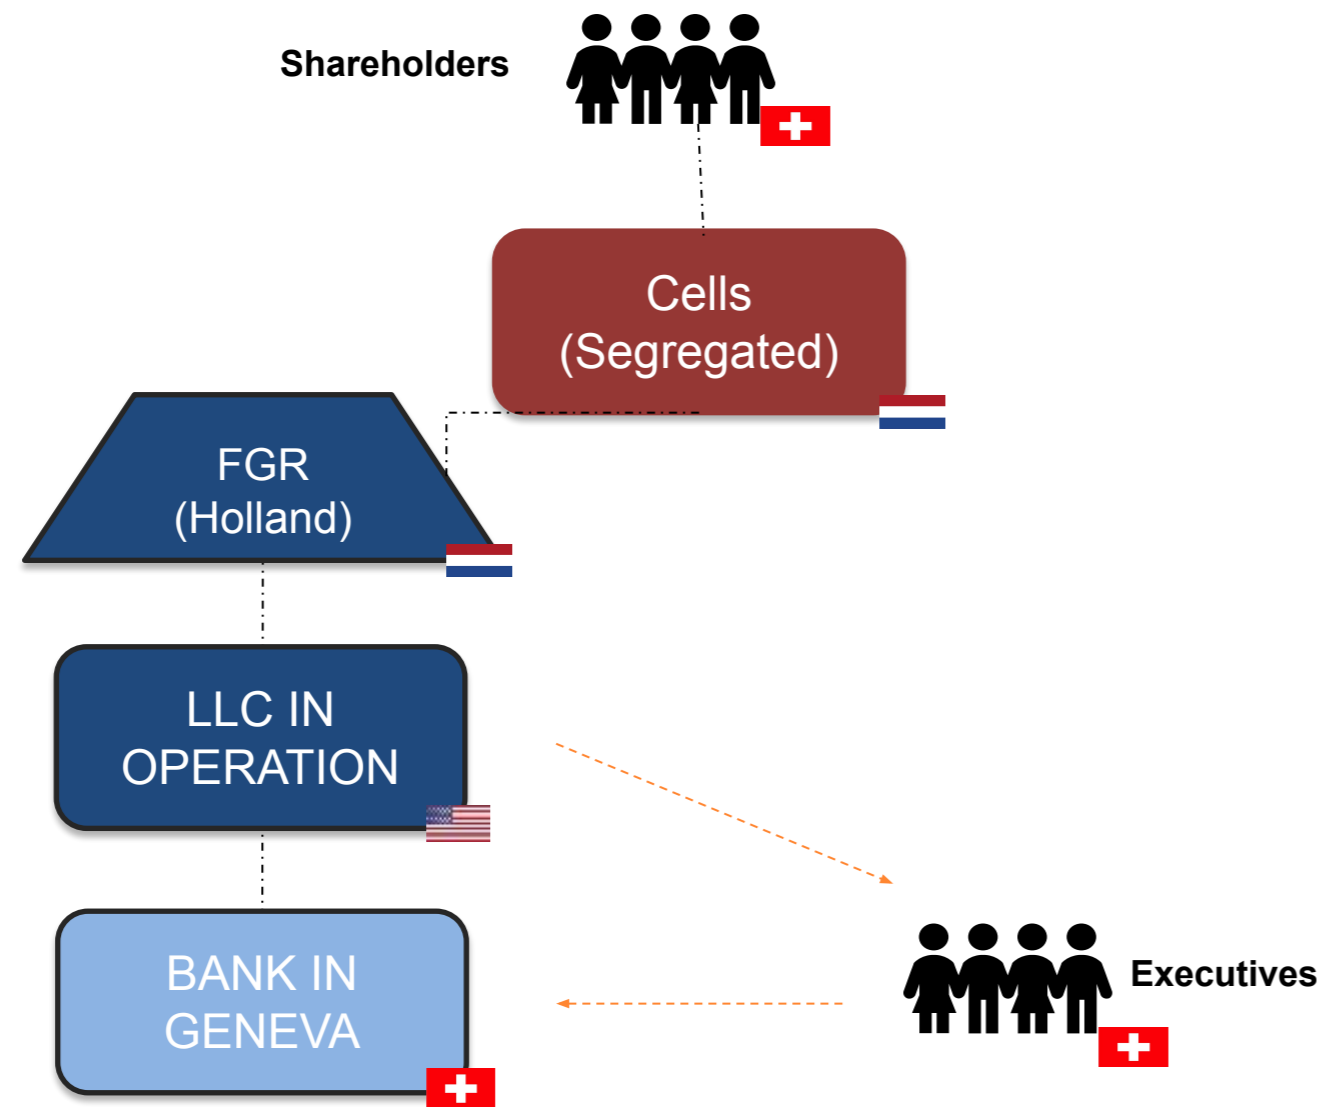 Shareholders
Cells
(Segregated)
FGR
(Holland)
LLC IN
OPERATION
BANK IN
GENEVA
Executives